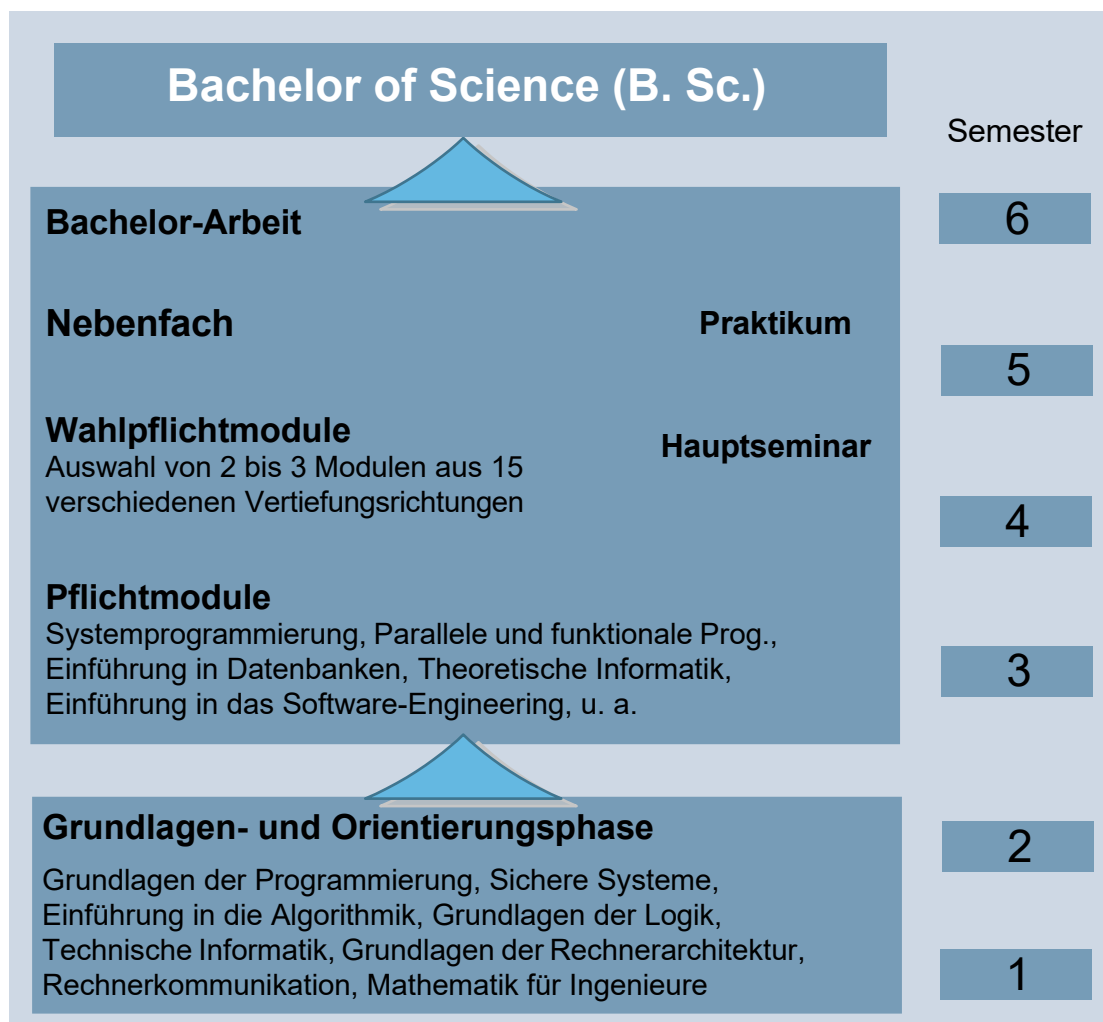 Bachelor of Science (B. Sc.)
Semester
Bachelor-Arbeit
6
Nebenfach
Praktikum
5
Wahlpflichtmodule
Hauptseminar
Auswahl von 2 bis 3 Modulen aus 15
verschiedenen Vertiefungsrichtungen
4
Pflichtmodule
Systemprogrammierung, Parallele und funktionale Prog.,
Einführung in Datenbanken, Theoretische Informatik,
Einführung in das Software-Engineering, u. a.
3
Grundlagen- und Orientierungsphase
2
Grundlagen der Programmierung, Sichere Systeme,
Einführung in die Algorithmik, Grundlagen der Logik,
Technische Informatik, Grundlagen der Rechnerarchitektur,
Rechnerkommunikation, Mathematik für Ingenieure
1